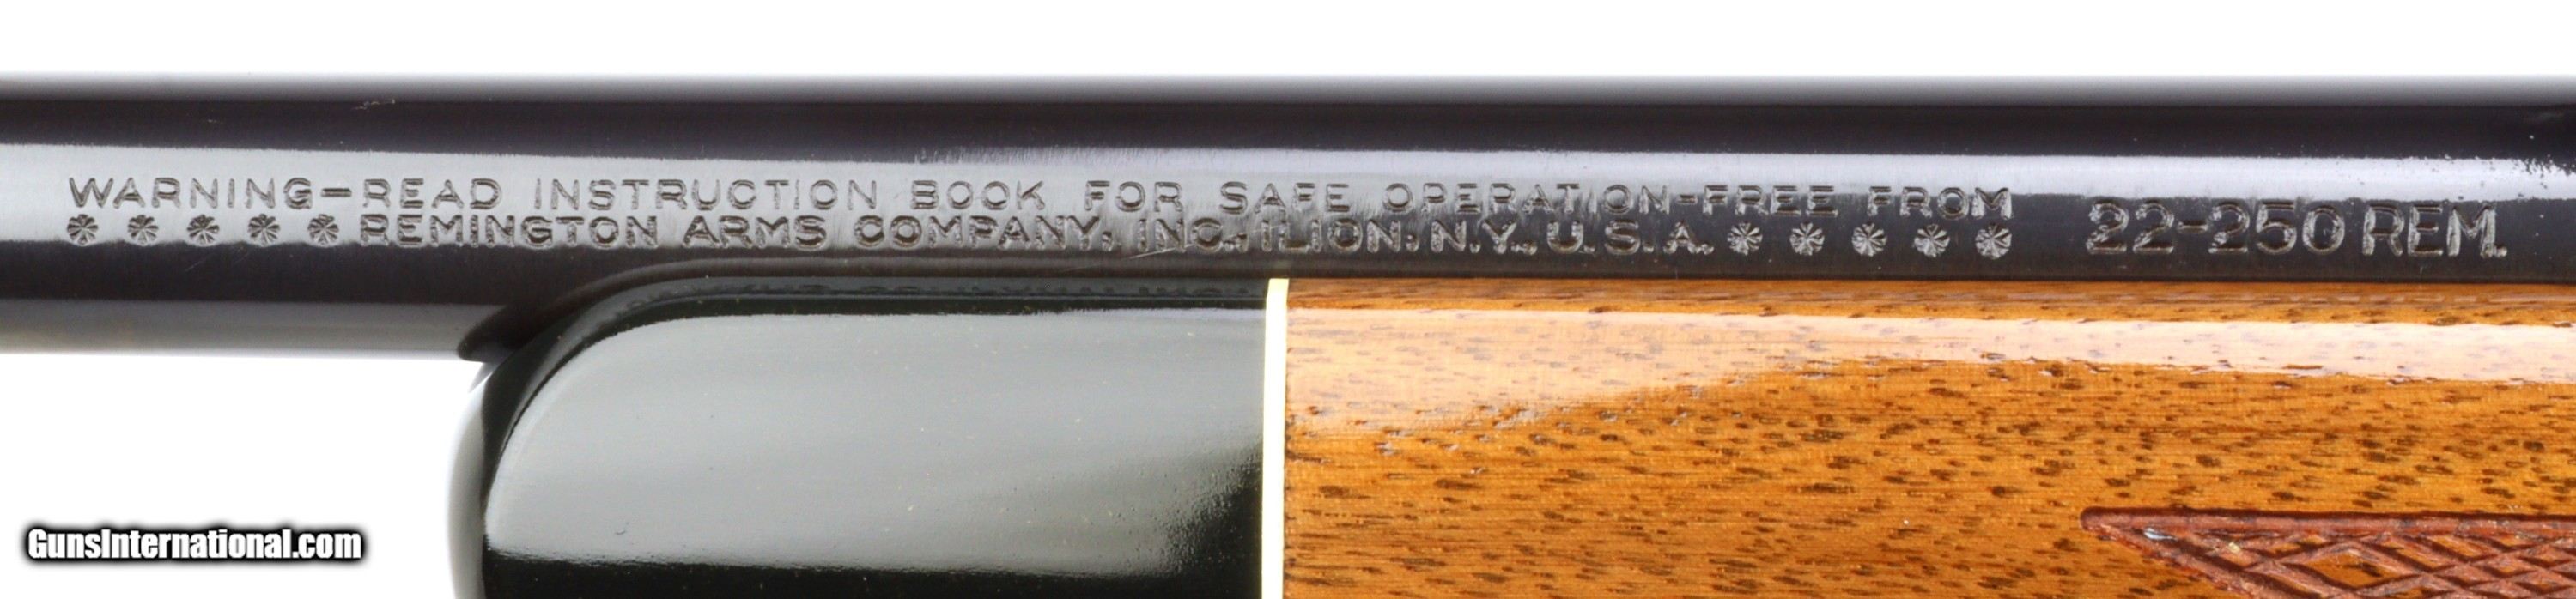 WARNING-READ INSTRUCTION BOOK FOR SAFE OPERATION-FREE FROM
REMINGTON ARMS COMPANY, INC., ILION, N.Y., U.S.A.
22-250 REM.
GunsInternational.com